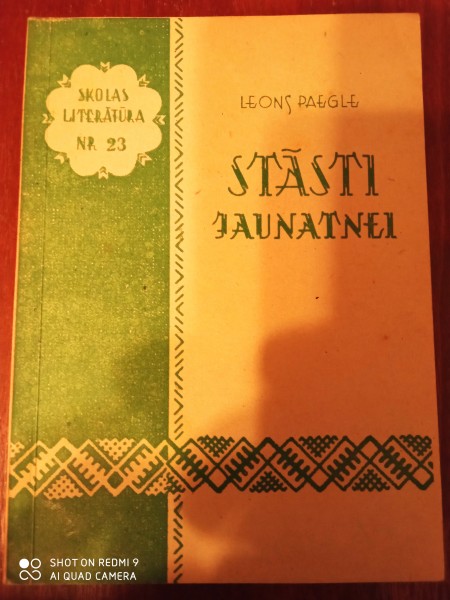 SKOLAS
LITERĀTŪRA
NR 23
LEONS PAEGLE
STĀSTI
JAUNATNEI
SHOT ON REDMI 9
AI QUAD CAMERA